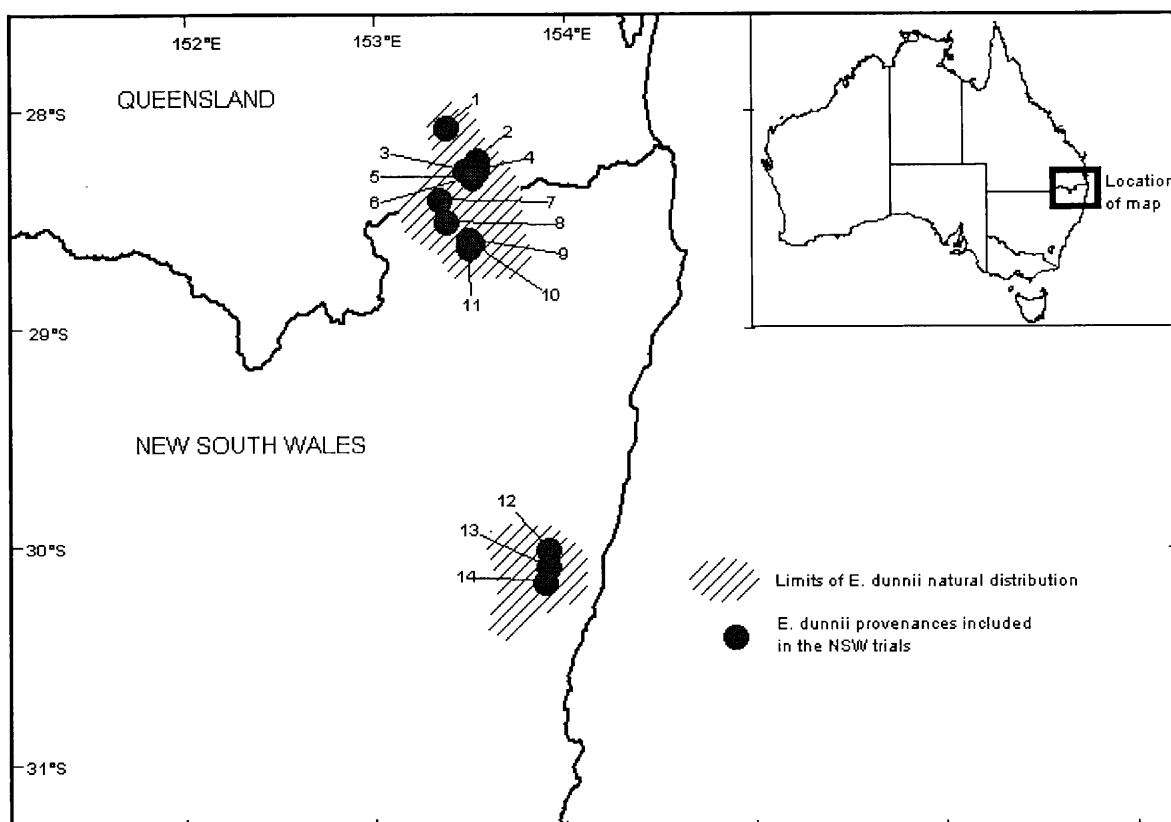 152°E
153°E
154°E
28°S
29°S
30°S
31°S
QUEENSLAND
NEW SOUTH WALES
1
2
3
4
5
6
7
8
9
10
11
12
13
14
Location
of map
Limits of E. dunnii natural distribution
E. dunnii provenances included
in the NSW trials